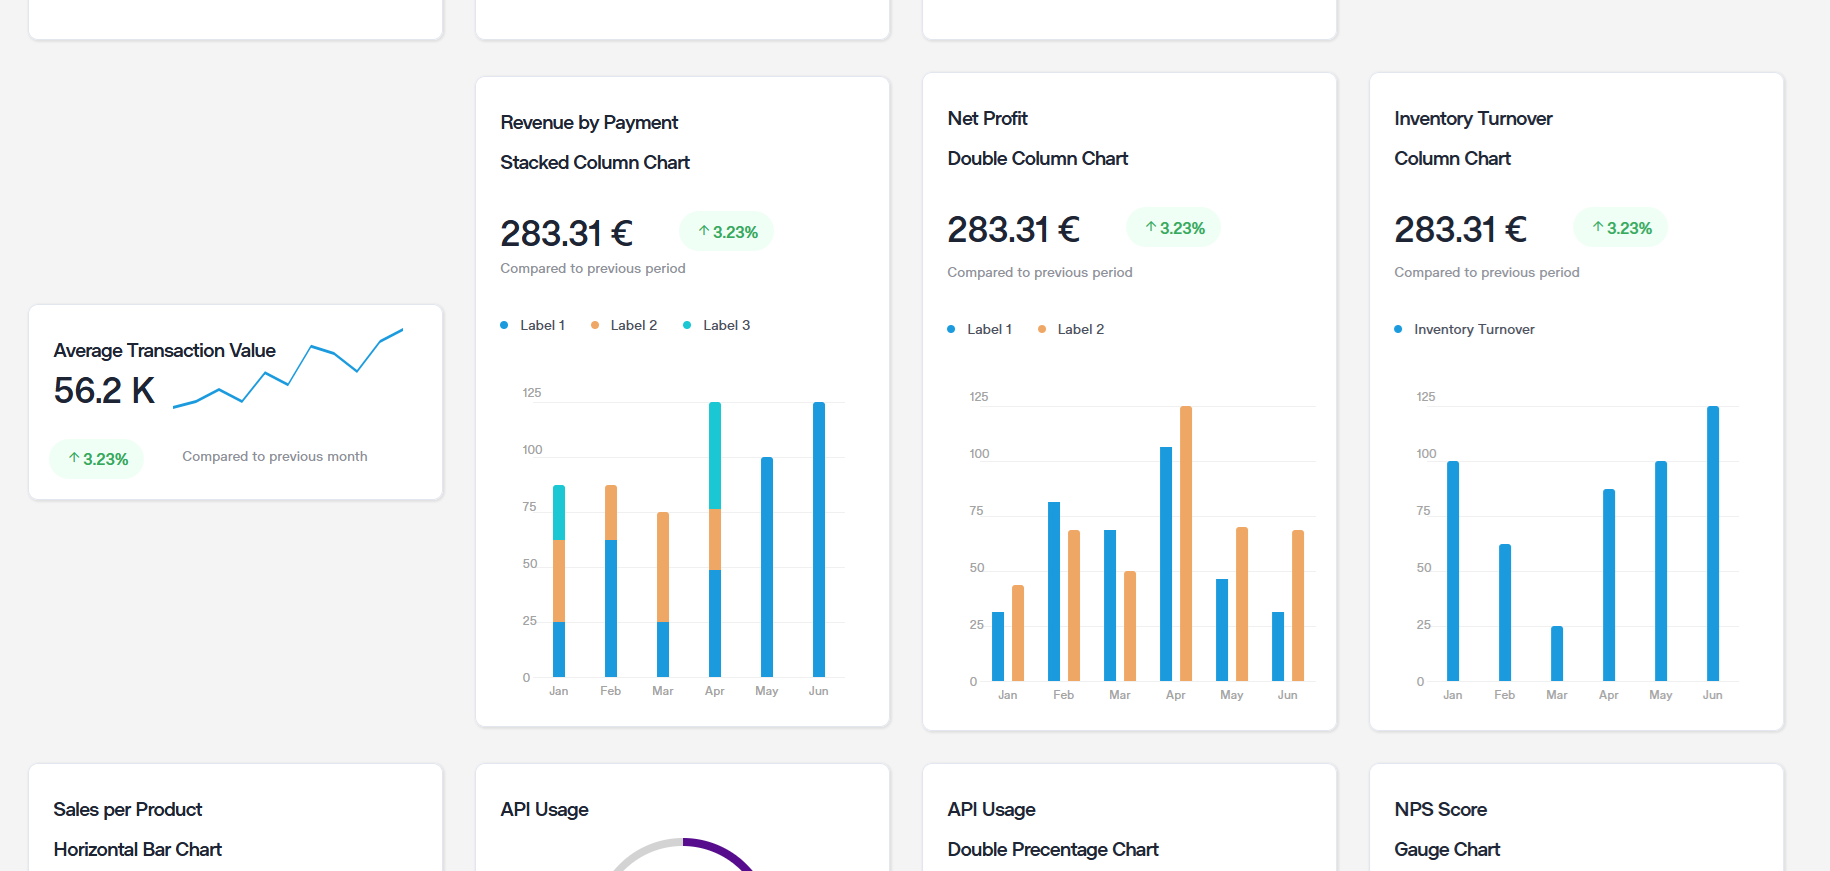 Average Transaction Value
56.2 K
↑ 3.23%
Compared to previous month
Revenue by Payment
Stacked Column Chart
283.31 €
↑ 3.23%
Compared to previous period
Label 1
Label 2
Label 3
125
100
75
50
25
0
Jan Feb Mar Apr May Jun
Net Profit
Double Column Chart
283.31 €
↑ 3.23%
Compared to previous period
Label 1
Label 2
125
100
75
50
25
0
Jan Feb Mar Apr May Jun
Inventory Turnover
Column Chart
283.31 €
↑ 3.23%
Compared to previous period
Inventory Turnover
125
100
75
50
25
0
Jan Feb Mar Apr May Jun
Sales per Product
Horizontal Bar Chart
API Usage
API Usage
Double Precentage Chart
NPS Score
Gauge Chart